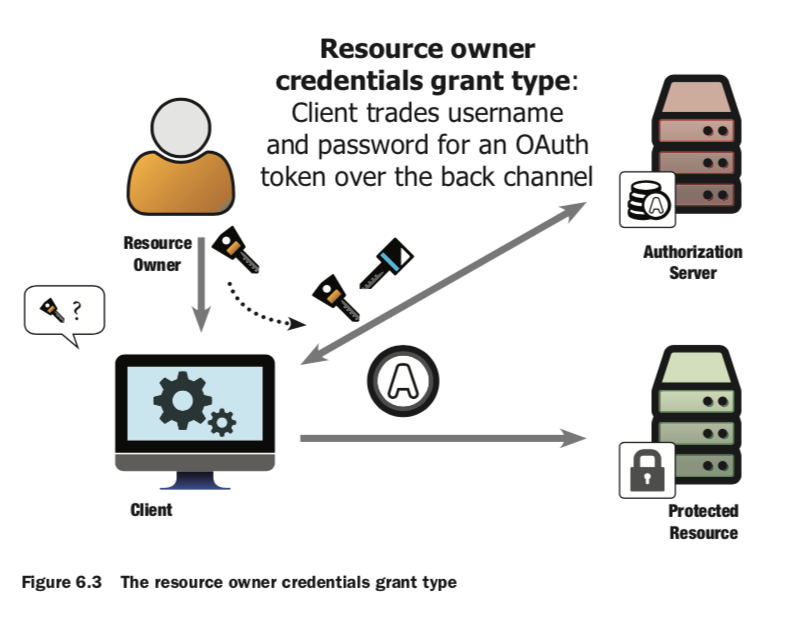 Resource owner
credentials grant type:
Client trades username
and password for an OAuth
token over the back channel
Resource
Owner
Authorization
Server
?
A
A
Client
Protected
Resource
Figure 6.3 The resource owner credentials grant type